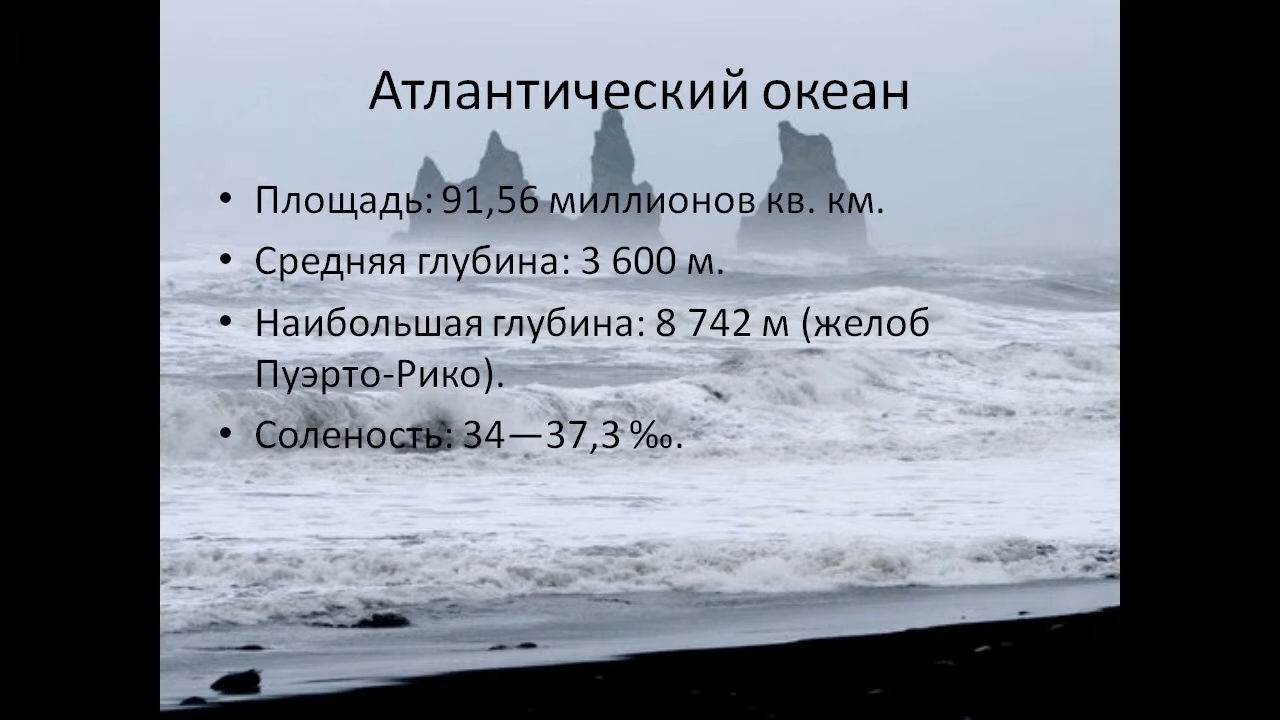 Атлантический океан
• Площадь: 91,56 миллионов кв. км.
• Средняя глубина: 3 600 м.
• Наибольшая глубина: 8 742 м (желоб
Пуэрто-Рико).
• Соленость: 34—37,3 ‰.